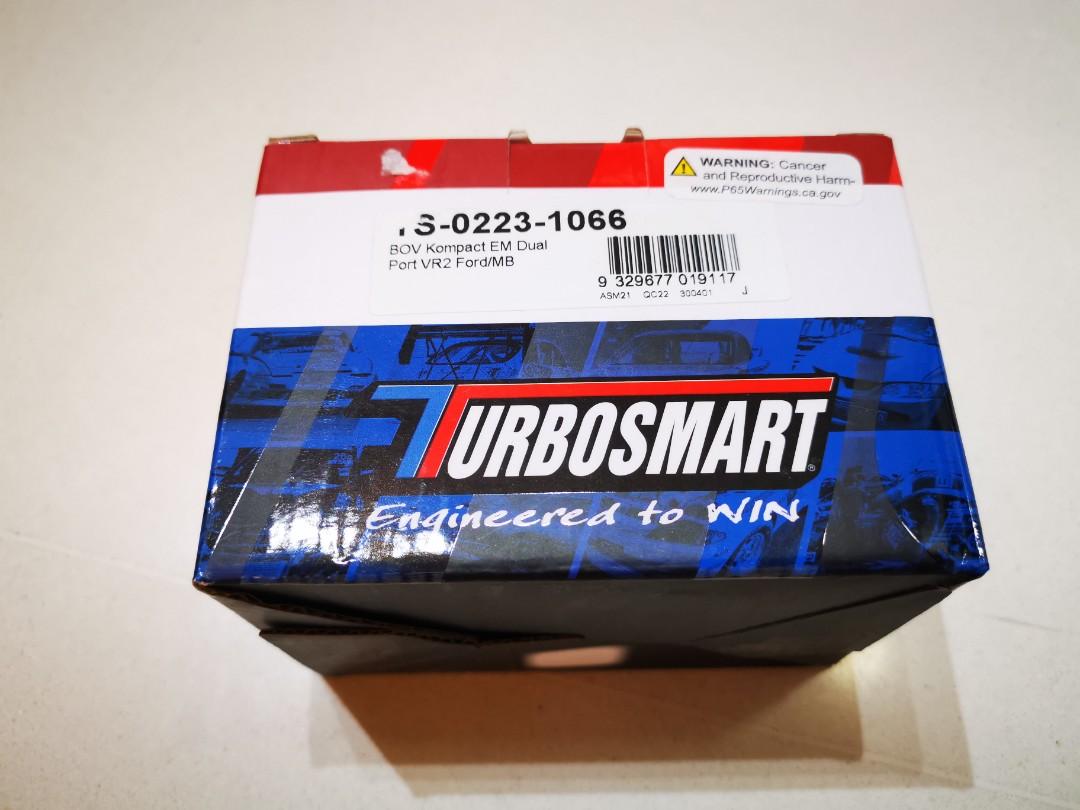 WARNING: Cancer
and Reproductive Harm-
www.P65Warnings.ca.gov
TS-0223-1066
BOV Kompact EM Dual
Port VR2 Ford/MB
9 329677 019117
ASM21 QC22 300401 J
TURBOSMART®
Engineered to WIN